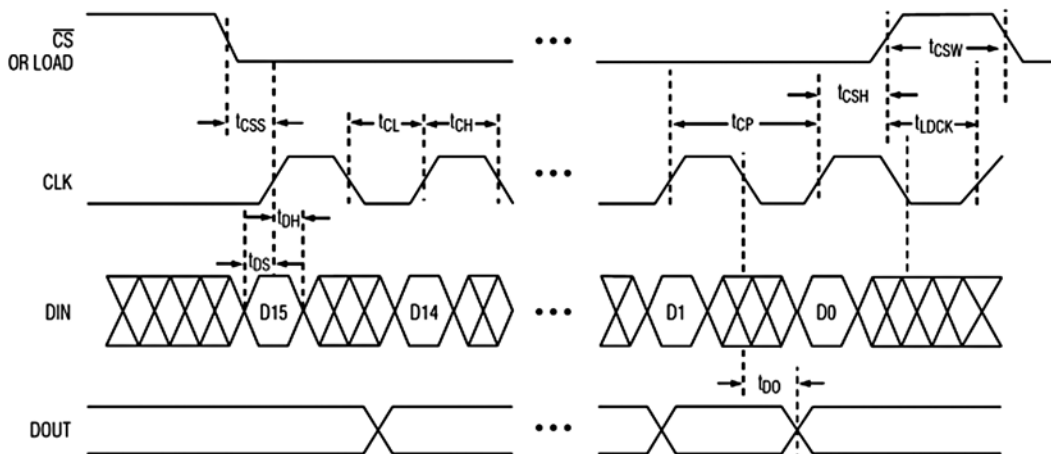 C̅S̅
OR LOAD
tCSW
tCSH
tCSS
tCL
tCH
tCP
tLDCK
CLK
tDH
tDS
DIN
D15
D14
D1
D0
tDO
DOUT